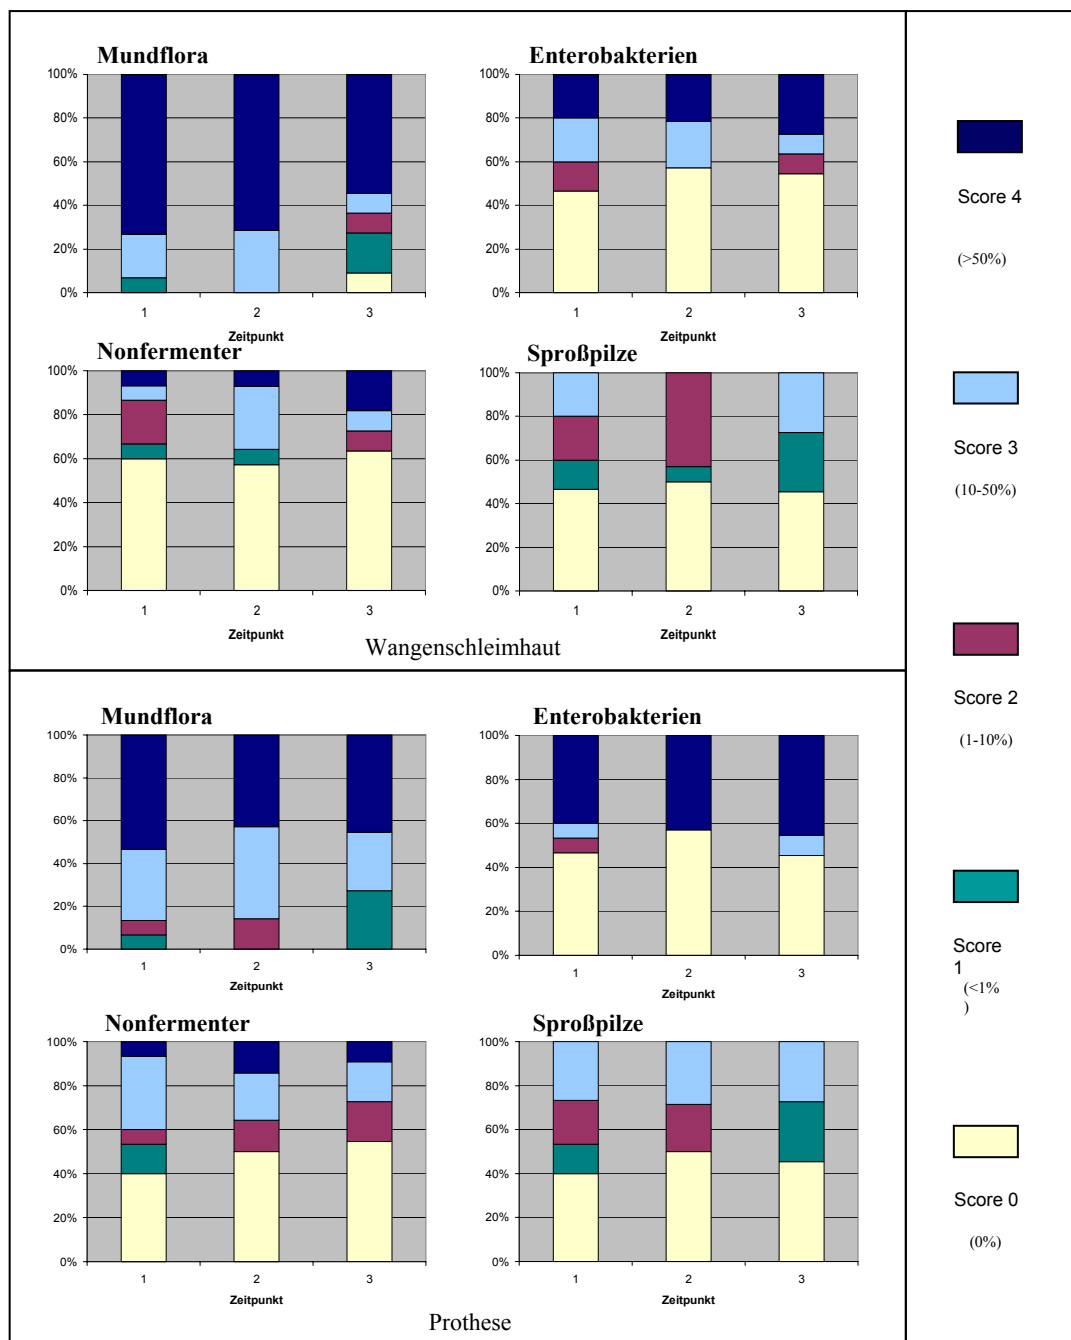 Mundflora
100%
80%
60%
40%
20%
0%
1 2 3
Zeitpunkt
Enterobakterien
100%
80%
60%
40%
20%
0%
1 2 3
Zeitpunkt
Nonfermenter
100%
80%
60%
40%
20%
0%
1 2 3
Zeitpunkt
Sproßpilze
100%
80%
60%
40%
20%
0%
1 2 3
Zeitpunkt
Wangenschleimhaut
Mundflora
100%
80%
60%
40%
20%
0%
1 2 3
Zeitpunkt
Enterobakterien
100%
80%
60%
40%
20%
0%
1 2 3
Zeitpunkt
Nonfermenter
100%
80%
60%
40%
20%
0%
1 2 3
Zeitpunkt
Sproßpilze
100%
80%
60%
40%
20%
0%
1 2 3
Zeitpunkt
Prothese
Score 4
(>50%)
Score 3
(10-50%)
Score 2
(1-10%)
Score
1
(<1%
)
Score 0
(0%)